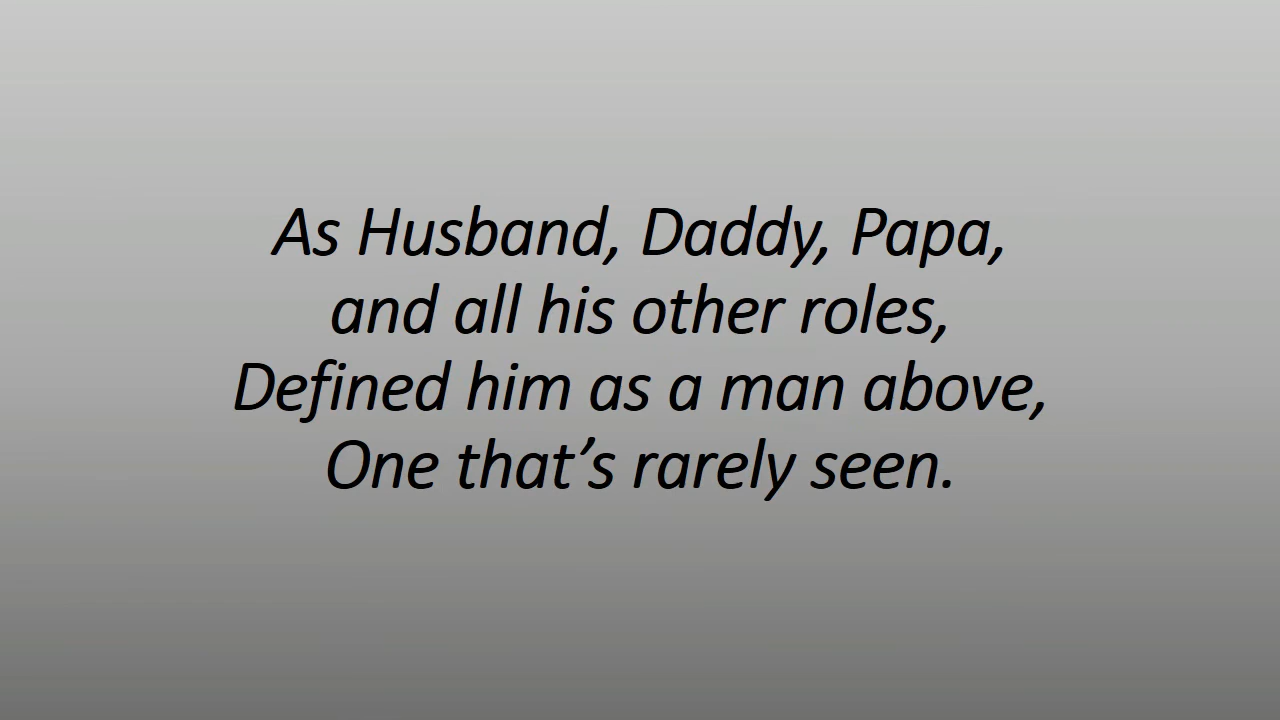 As Husband, Daddy, Papa,
and all his other roles,
Defined him as a man above,
One that’s rarely seen.